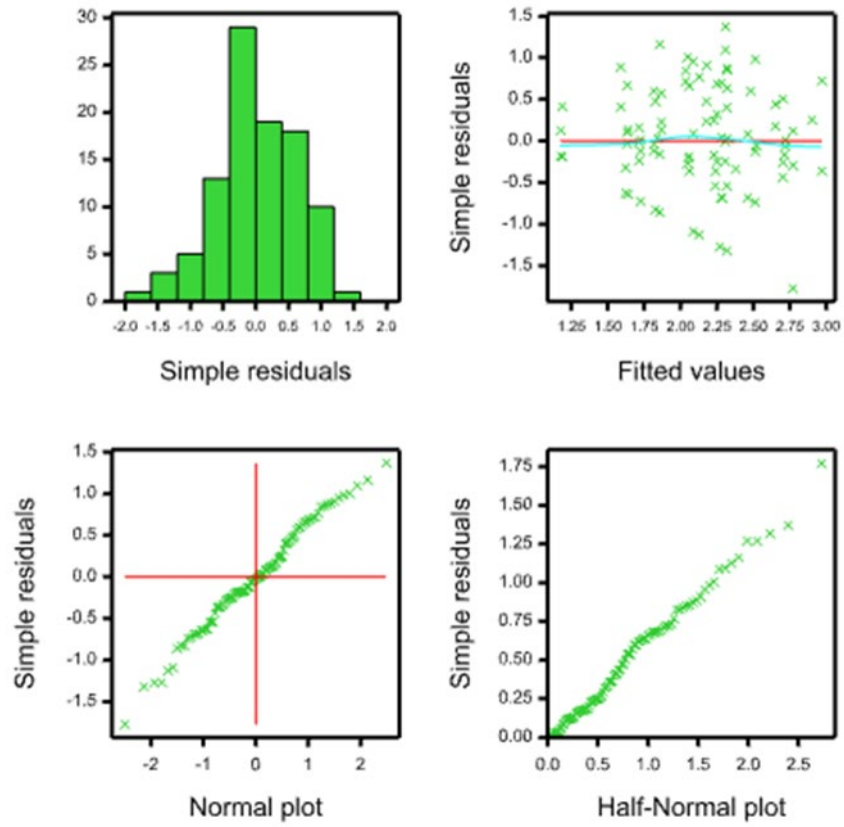 30
25
20
15
10
5
0
-2.0 -1.5 -1.0 -0.5 0.0 0.5 1.0 1.5 2.0
Simple residuals
Simple residuals
1.5
1.0
0.5
0.0
-0.5
-1.0
-1.5
1.25 1.50 1.75 2.00 2.25 2.50 2.75 3.00
Fitted values
Simple residuals
1.5
1.0
0.5
0.0
-0.5
-1.0
-1.5
-2 -1 0 1 2
Normal plot
Simple residuals
1.75
1.50
1.25
1.00
0.75
0.50
0.25
0.00
0.0 0.5 1.0 1.5 2.0 2.5
Half-Normal plot